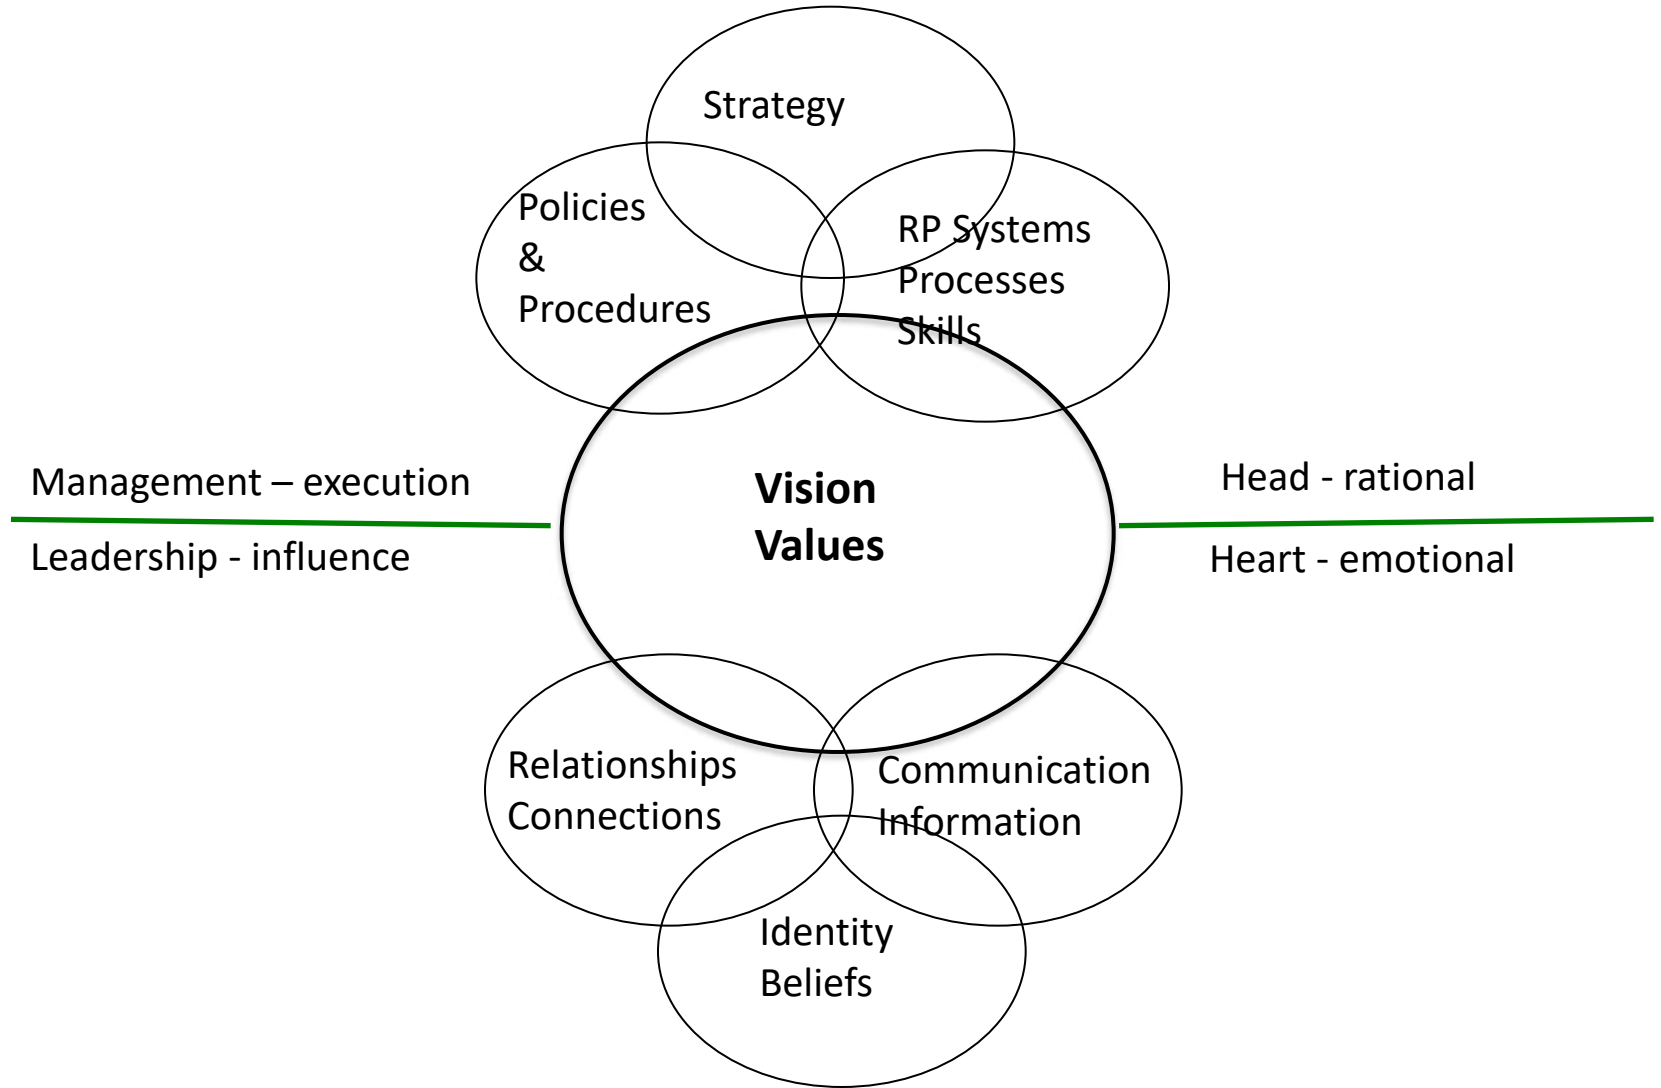 Strategy
Policies
&
Procedures
RP Systems
Processes
Skills
Management – execution
Leadership - influence
Vision
Values
Head - rational
Heart - emotional
Relationships
Connections
Communication
Information
Identity
Beliefs